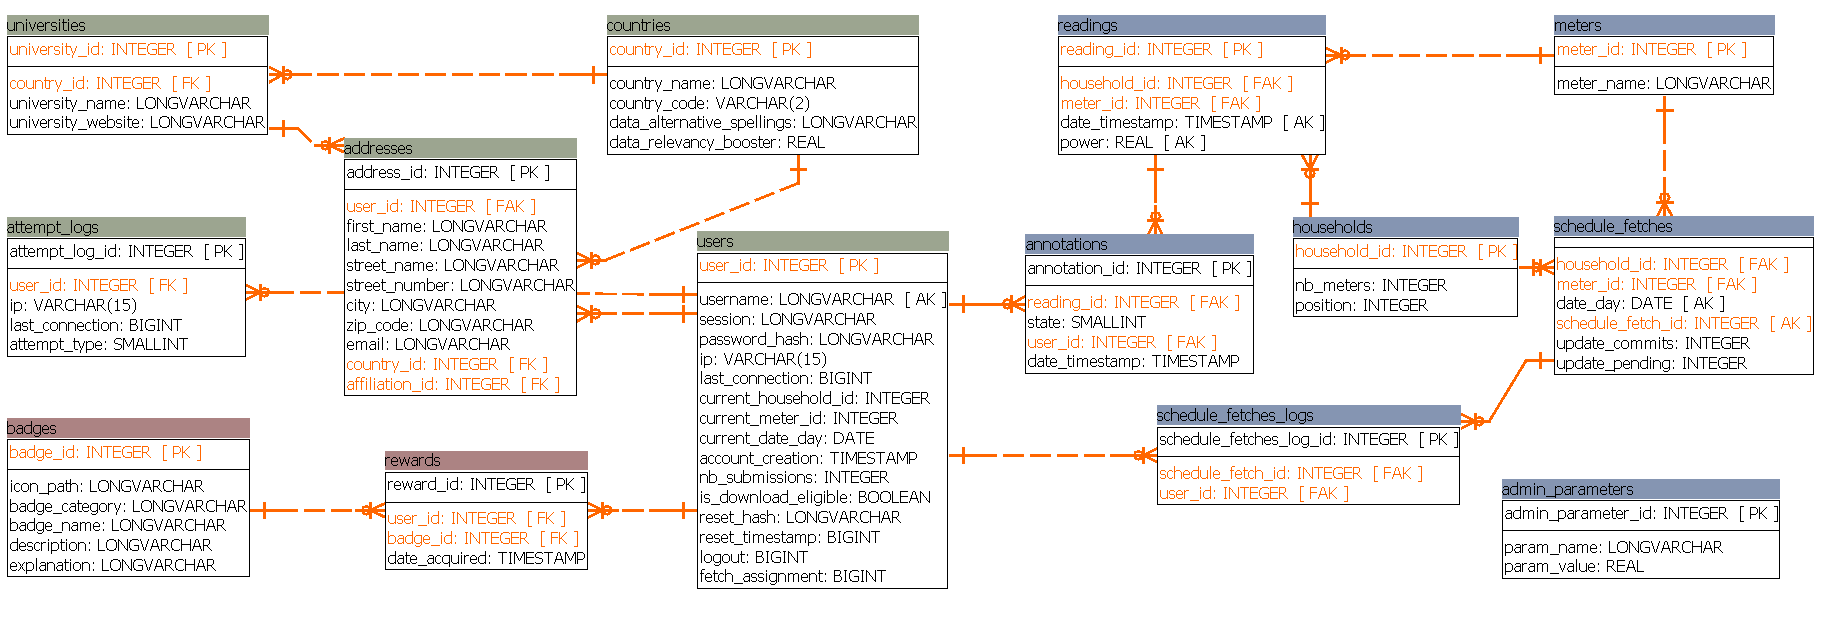 universities
university_id: INTEGER [ PK ]
country_id: INTEGER [ FK ]
university_name: LONGVARCHAR
university_website: LONGVARCHAR
countries
country_id: INTEGER [ PK ]
country_name: LONGVARCHAR
country_code: VARCHAR(2)
data_alternative_spellings: LONGVARCHAR
data_relevancy_booster: REAL
readings
reading_id: INTEGER [ PK ]
household_id: INTEGER [ FAK ]
meter_id: INTEGER [ FAK ]
date_timestamp: TIMESTAMP [ AK ]
power: REAL [ AK ]
meters
meter_id: INTEGER [ PK ]
meter_name: LONGVARCHAR
addresses
address_id: INTEGER [ PK ]
user_id: INTEGER [ FAK ]
first_name: LONGVARCHAR
last_name: LONGVARCHAR
street_name: LONGVARCHAR
street_number: LONGVARCHAR
city: LONGVARCHAR
zip_code: LONGVARCHAR
email: LONGVARCHAR
country_id: INTEGER [ FK ]
affiliation_id: INTEGER [ FK ]
attempt_logs
attempt_log_id: INTEGER [ PK ]
user_id: INTEGER [ FK ]
ip: VARCHAR(15)
last_connection: BIGINT
attempt_type: SMALLINT
users
user_id: INTEGER [ PK ]
username: LONGVARCHAR [ AK ]
session: LONGVARCHAR
password_hash: LONGVARCHAR
ip: VARCHAR(15)
last_connection: BIGINT
current_household_id: INTEGER
current_meter_id: INTEGER
current_date_day: DATE
account_creation: TIMESTAMP
nb_submissions: INTEGER
is_download_eligible: BOOLEAN
reset_hash: LONGVARCHAR
reset_timestamp: BIGINT
logout: BIGINT
fetch_assignment: BIGINT
annotations
annotation_id: INTEGER [ PK ]
reading_id: INTEGER [ FAK ]
state: SMALLINT
user_id: INTEGER [ FAK ]
date_timestamp: TIMESTAMP
households
household_id: INTEGER [ PK ]
nb_meters: INTEGER
position: INTEGER
schedule_fetches
household_id: INTEGER [ FAK ]
meter_id: INTEGER [ FAK ]
date_day: DATE [ AK ]
schedule_fetch_id: INTEGER [ AK ]
update_commits: INTEGER
update_pending: INTEGER
badges
badge_id: INTEGER [ PK ]
icon_path: LONGVARCHAR
badge_category: LONGVARCHAR
badge_name: LONGVARCHAR
description: LONGVARCHAR
explanation: LONGVARCHAR
rewards
reward_id: INTEGER [ PK ]
user_id: INTEGER [ FK ]
badge_id: INTEGER [ FK ]
date_acquired: TIMESTAMP
schedule_fetches_logs
schedule_fetches_log_id: INTEGER [ PK ]
schedule_fetch_id: INTEGER [ FAK ]
user_id: INTEGER [ FAK ]
admin_parameters
admin_parameter_id: INTEGER [ PK ]
param_name: LONGVARCHAR
param_value: REAL